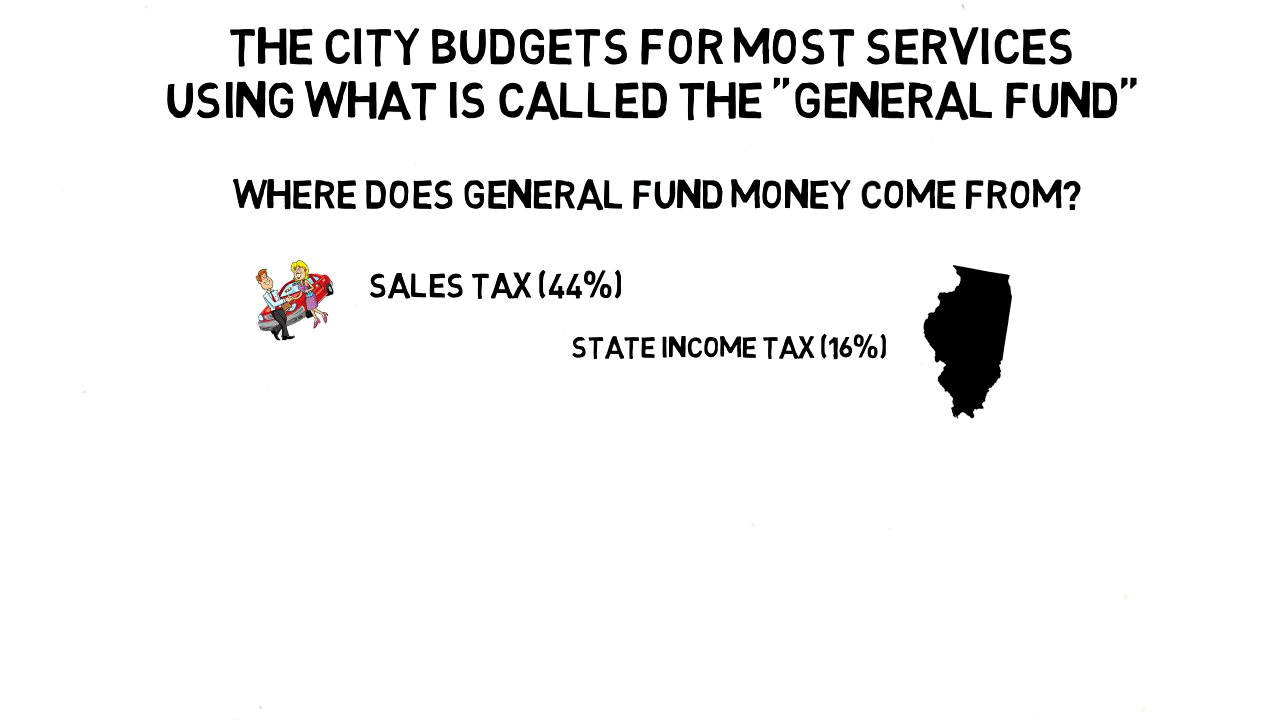 THE CITY BUDGETS FOR MOST SERVICES
USING WHAT IS CALLED THE "GENERAL FUND"
WHERE DOES GENERAL FUND MONEY COME FROM?
SALES TAX (44%)
STATE INCOME TAX (16%)